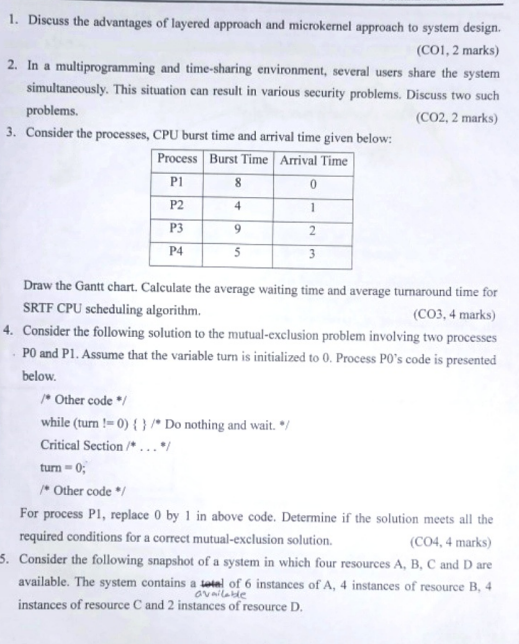 1. Discuss the advantages of layered approach and microkernel approach to system design.
(CO1, 2 marks)
2. In a multiprogramming and time-sharing environment, several users share the system
simultaneously. This situation can result in various security problems. Discuss two such
problems.
(CO2, 2 marks)
3. Consider the processes, CPU burst time and arrival time given below:
Process Burst Time Arrival Time
P1 8 0
P2 4 1
P3 9 2
P4 5 3
Draw the Gantt chart. Calculate the average waiting time and average turnaround time for
SRTF CPU scheduling algorithm.
(CO3, 4 marks)
4. Consider the following solution to the mutual-exclusion problem involving two processes
P0 and P1. Assume that the variable turn is initialized to 0. Process P0's code is presented
below.
/* Other code */
while (turn != 0) { } /* Do nothing and wait. */
Critical Section /* . . . */
turn = 0;
/* Other code */
For process P1, replace 0 by 1 in above code. Determine if the solution meets all the
required conditions for a correct mutual-exclusion solution.
(CO4, 4 marks)
5. Consider the following snapshot of a system in which four resources A, B, C and D are
available. The system contains a total of 6 instances of A, 4 instances of resource B, 4
available
instances of resource C and 2 instances of resource D.